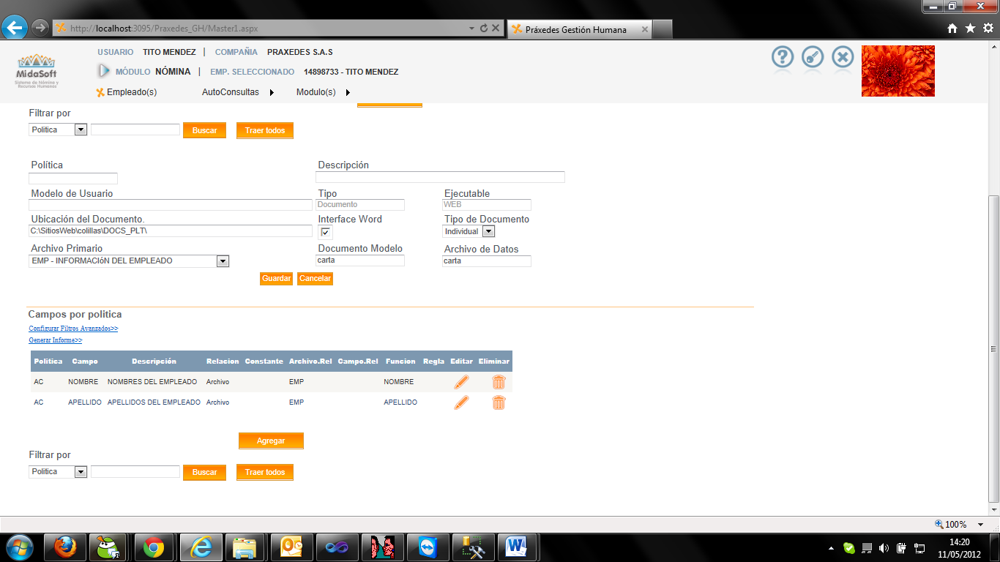 http://localhost:3095/Praxedes_GH/Master1.aspx
Práxedes Gestión Humana
MidaSoft
Sistema de Nómina y
Recursos Humanos
USUARIO TITO MENDEZ | COMPAÑIA PRAXEDES S.A.S
MÓDULO NÓMINA | EMP. SELECCIONADO 14898733 - TITO MENDEZ
Empleado(s) AutoConsultas Modulo(s)
Filtrar por
Politica Buscar Traer todos
Política Descripción
Modelo de Usuario Tipo Ejecutable
Documento WEB
Ubicación del Documento. Interface Word Tipo de Documento
C:\SitiosWeb\colillas\DOCS_PLT\ Individual
Archivo Primario Documento Modelo Archivo de Datos
EMP - INFORMACIóN DEL EMPLEADO carta carta
Guardar Cancelar
Campos por politica
Configurar Filtros Avanzados>>
Generar Informe>>
Politica Campo Descripción Relacion Constante Archivo.Rel Campo.Rel Funcion Regla Editar Eliminar
AC NOMBRE NOMBRES DEL EMPLEADO Archivo EMP NOMBRE
AC APELLIDO APELLIDOS DEL EMPLEADO Archivo EMP APELLIDO
Agregar
Filtrar por
Politica Buscar Traer todos
100%
14:20
11/05/2012